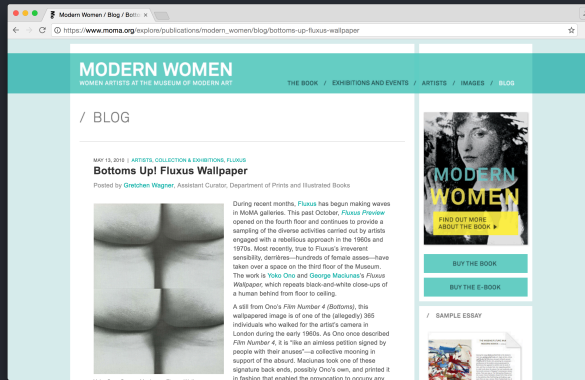 Modern Women / Blog / Botto
https://www.moma.org/explore/publications/modern_women/blog/bottoms-up-fluxus-wallpaper
MODERN WOMEN
WOMEN ARTISTS AT THE MUSEUM OF MODERN ART
THE BOOK / EXHIBITIONS AND EVENTS / ARTISTS / IMAGES / BLOG
/ BLOG
MAY 13, 2010 | ARTISTS, COLLECTION & EXHIBITIONS, FLUXUS
Bottoms Up! Fluxus Wallpaper
Posted by Gretchen Wagner, Assistant Curator, Department of Prints and Illustrated Books
During recent months, Fluxus has begun making waves
in MoMA galleries. This past October, Fluxus Preview
opened on the fourth floor and continues to provide a
sampling of the diverse activities carried out by artists
engaged with a rebellious approach in the 1960s and
1970s. Most recently, true to Fluxus's irreverent
sensibility, derrières—hundreds of female asses—have
taken over a space on the third floor of the Museum.
The work is Yoko Ono and George Maciunas's Fluxus
Wallpaper, which repeats black-and-white close-ups of
a human behind from floor to ceiling.
A still from Ono's Film Number 4 (Bottoms), this
wallpapered image is of one of the (allegedly) 365
individuals who walked for the artist's camera in
London during the early 1960s. As Ono once described
Film Number 4, it is "like an aimless petition signed by
people with their anuses"—a collective mooning in
support of the absurd. Maciunas took one of these
signature back ends, possibly Ono's own, and printed it
in fashion that enabled the provocation to occupy any
MODERN
WOMEN
FIND OUT MORE
ABOUT THE BOOK
BUY THE BOOK
BUY THE E-BOOK
/ SAMPLE ESSAY